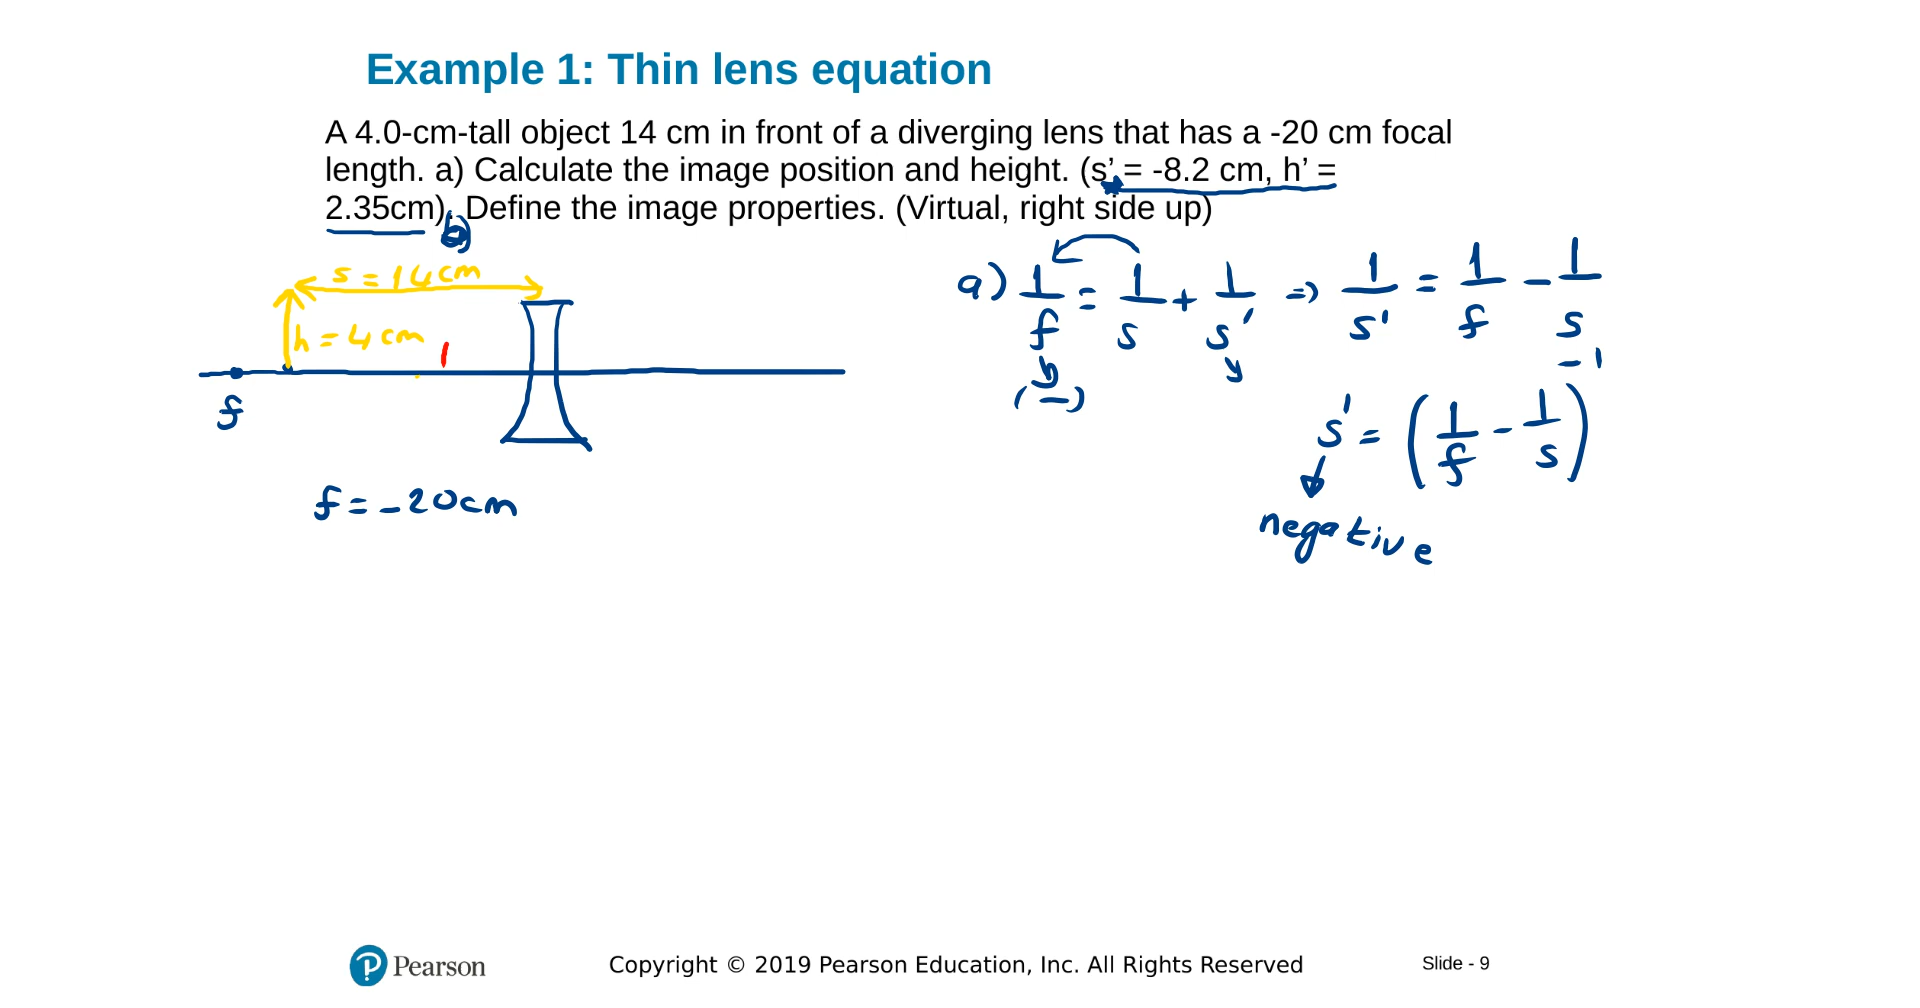 Example 1: Thin lens equation
A 4.0-cm-tall object 14 cm in front of a diverging lens that has a -20 cm focal
length. a) Calculate the image position and height. (s’ = -8.2 cm, h’ =
2.35cm). Define the image properties. (Virtual, right side up)
b)
s = 14 cm
h = 4 cm
f
f = -20cm
a) 1/f = 1/s + 1/s' => 1/s' = 1/f - 1/s
(-)
s' = (1/f - 1/s)^-1
negative
Pearson
Copyright © 2019 Pearson Education, Inc. All Rights Reserved
Slide - 9